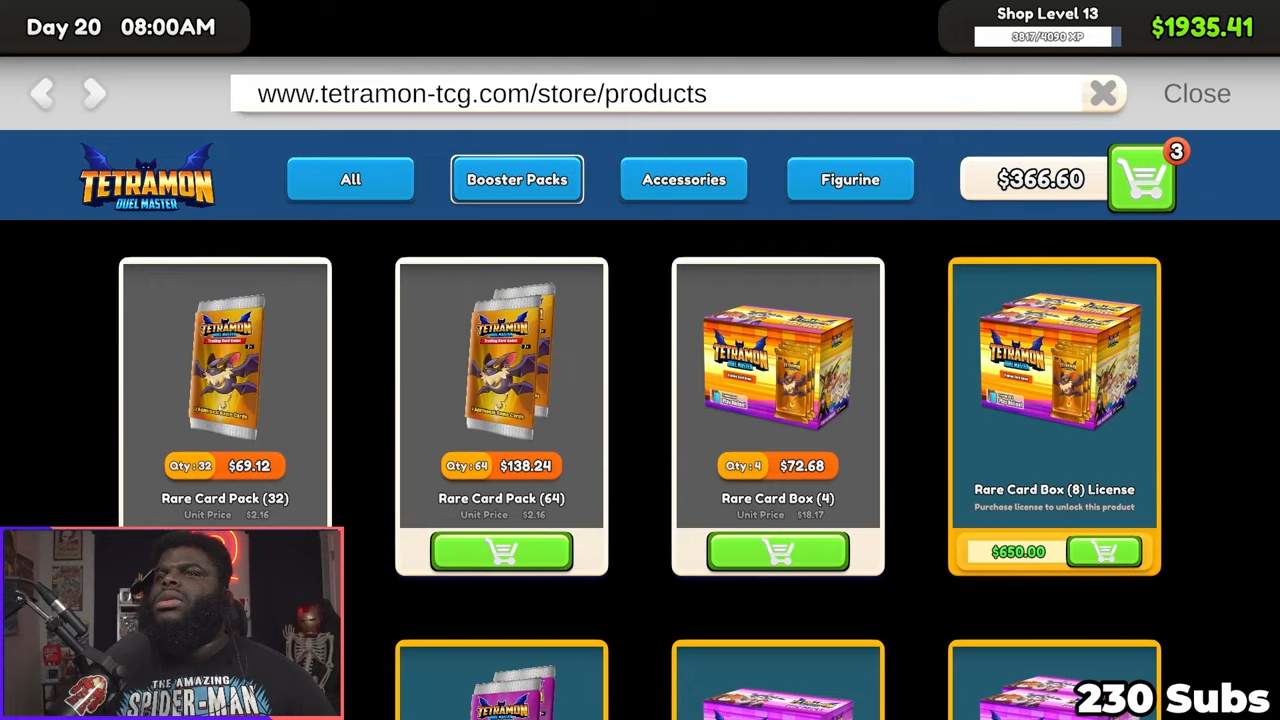 Day 20 08:00AM
Shop Level 13
3817/4090 XP
$1935.41
www.tetramon-tcg.com/store/products
Close
TETRAMON
DUEL MASTER
All
Booster Packs
Accessories
Figurine
$366.60
3
TETRAMON
TETRAMON
TETRAMON
TETRAMON
Qty : 32 $69.12
Rare Card Pack (32)
Unit Price $2.16
Qty : 64 $138.24
Rare Card Pack (64)
Unit Price $2.16
Qty : 4 $72.68
Rare Card Box (4)
Unit Price $18.17
Rare Card Box (8) License
Purchase license to unlock this product
$650.00
THE AMAZING
SPIDER-MAN
230 Subs